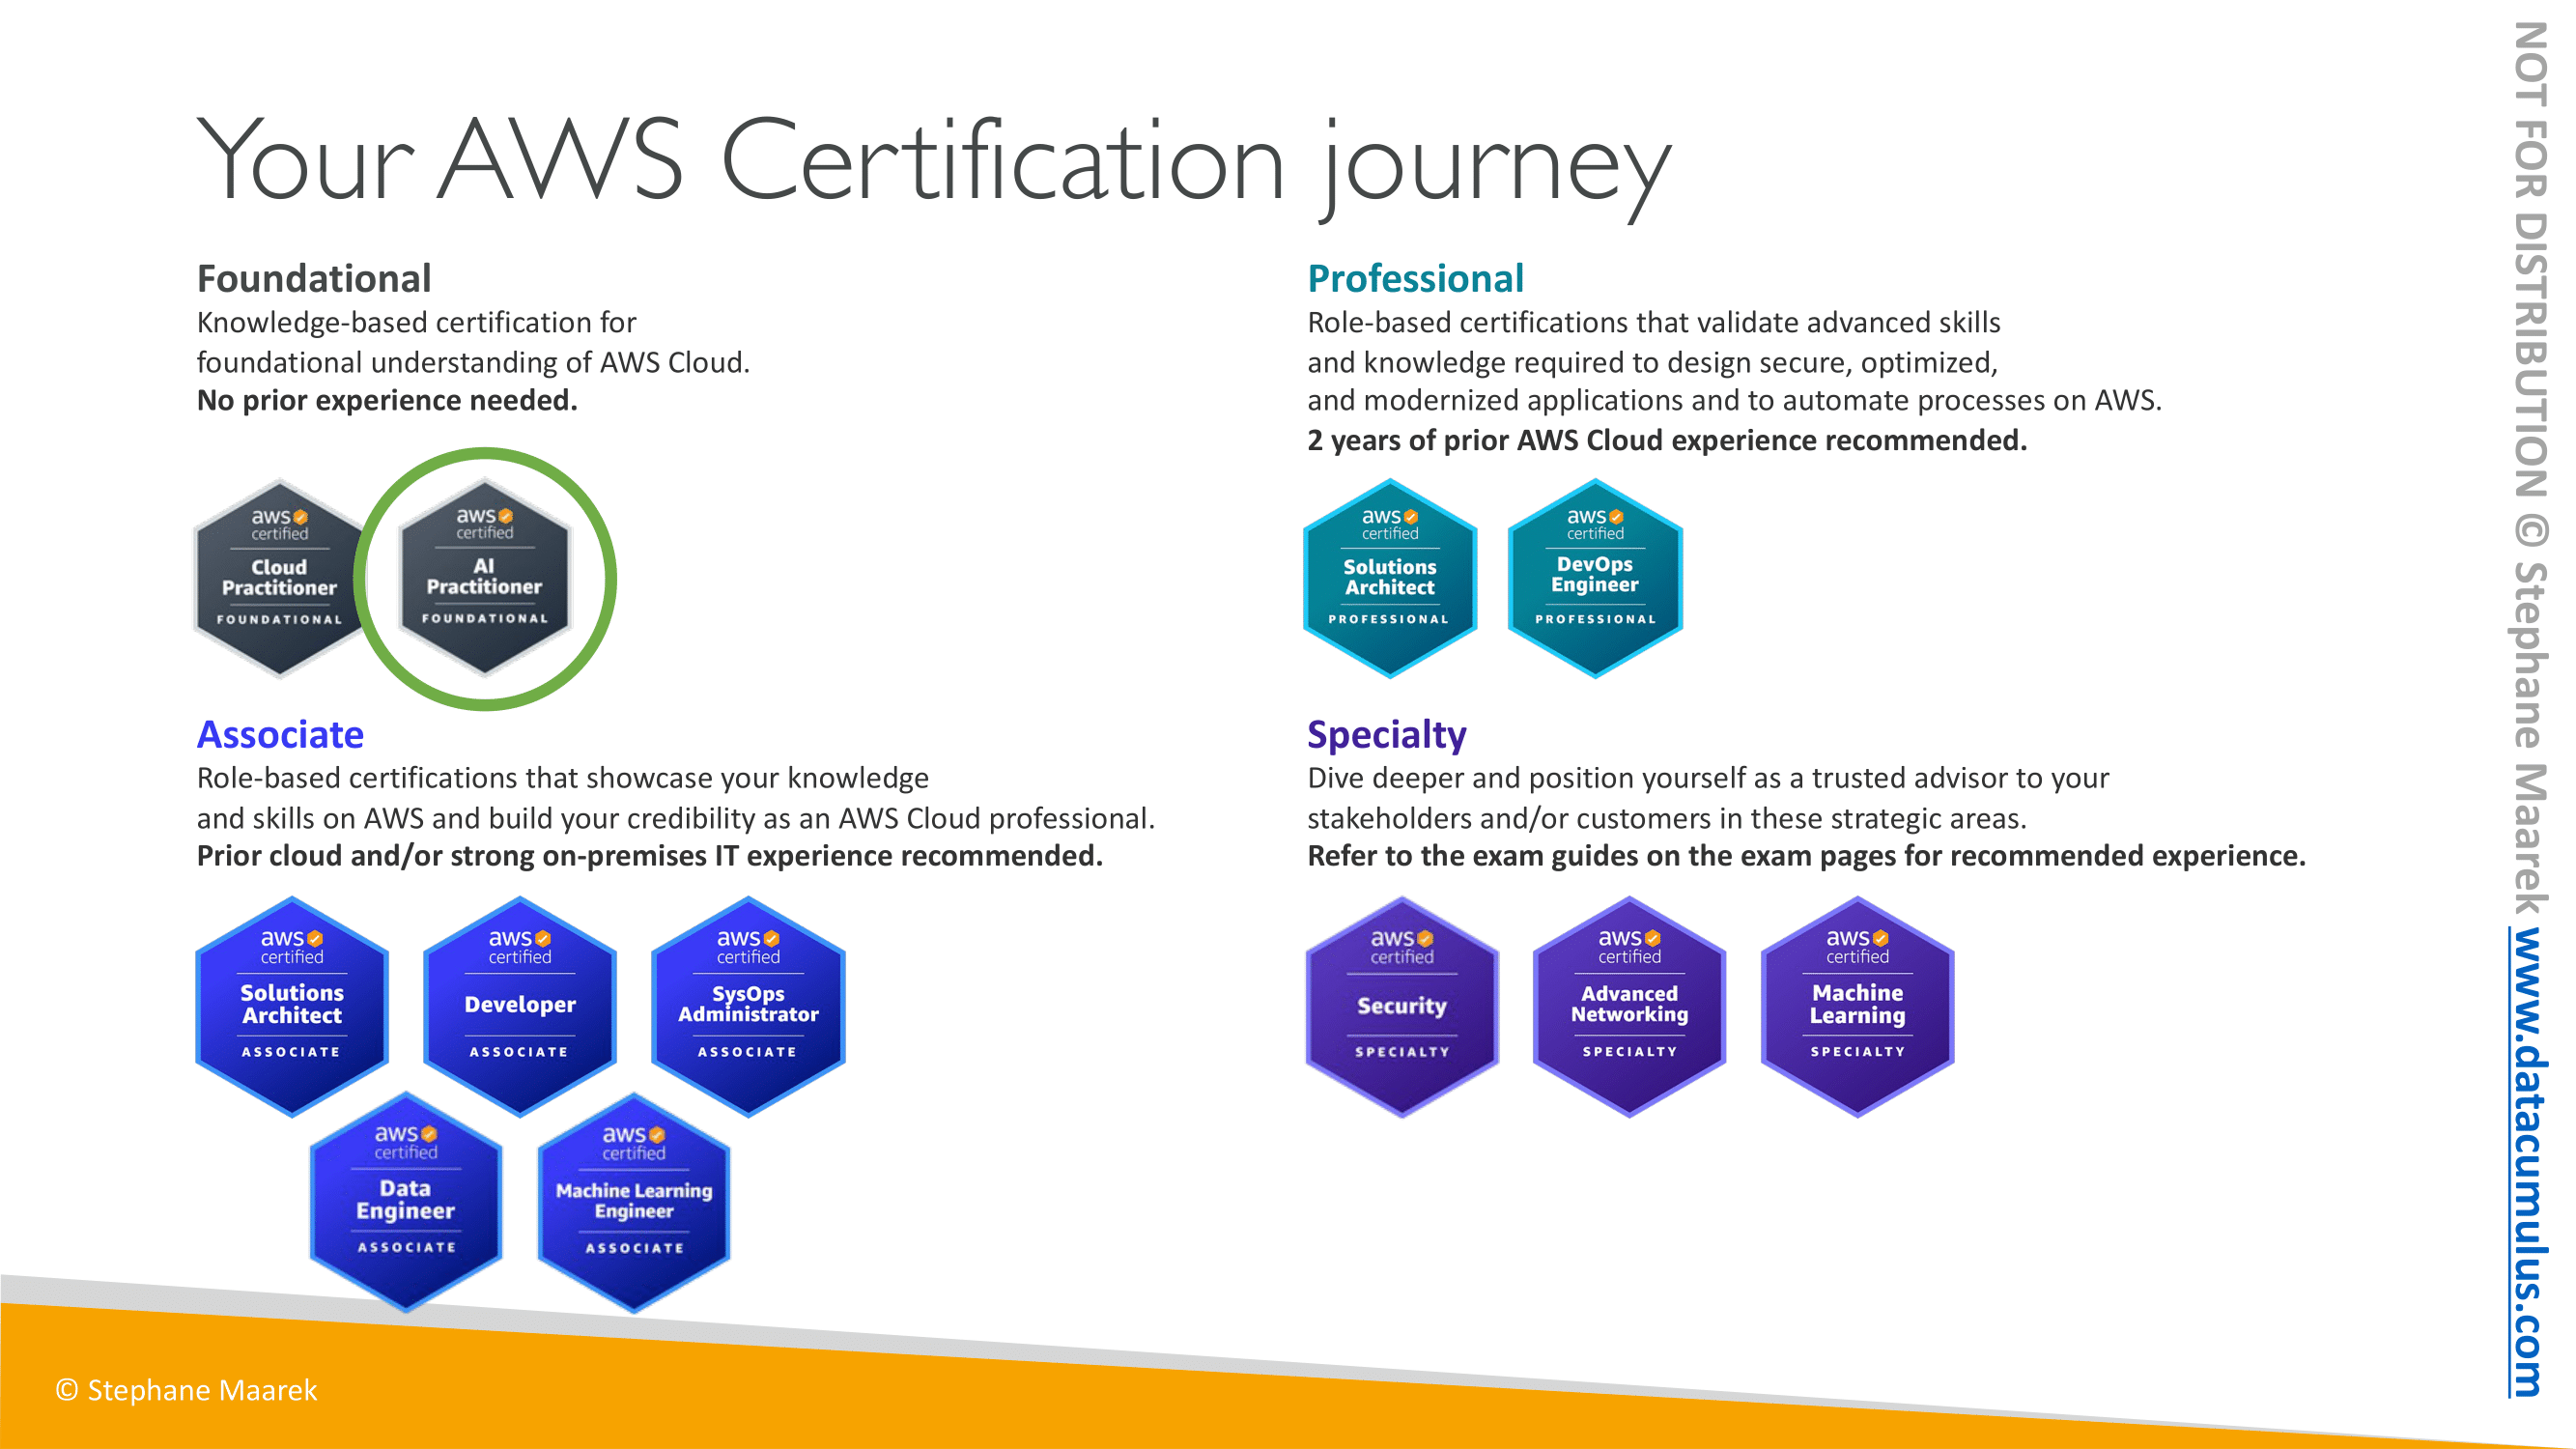 Your AWS Certification journey
Foundational
Knowledge-based certification for
foundational understanding of AWS Cloud.
No prior experience needed.
aws
certified
Cloud
Practitioner
FOUNDATIONAL
aws
certified
AI
Practitioner
FOUNDATIONAL
Professional
Role-based certifications that validate advanced skills
and knowledge required to design secure, optimized,
and modernized applications and to automate processes on AWS.
2 years of prior AWS Cloud experience recommended.
aws
certified
Solutions
Architect
PROFESSIONAL
aws
certified
DevOps
Engineer
PROFESSIONAL
Associate
Role-based certifications that showcase your knowledge
and skills on AWS and build your credibility as an AWS Cloud professional.
Prior cloud and/or strong on-premises IT experience recommended.
aws
certified
Solutions
Architect
ASSOCIATE
aws
certified
Developer
ASSOCIATE
aws
certified
SysOps
Administrator
ASSOCIATE
aws
certified
Data
Engineer
ASSOCIATE
aws
certified
Machine Learning
Engineer
ASSOCIATE
Specialty
Dive deeper and position yourself as a trusted advisor to your
stakeholders and/or customers in these strategic areas.
Refer to the exam guides on the exam pages for recommended experience.
aws
certified
Security
SPECIALTY
aws
certified
Advanced
Networking
SPECIALTY
aws
certified
Machine
Learning
SPECIALTY
© Stephane Maarek
NOT FOR DISTRIBUTION © Stephane Maarek www.datacumulus.com